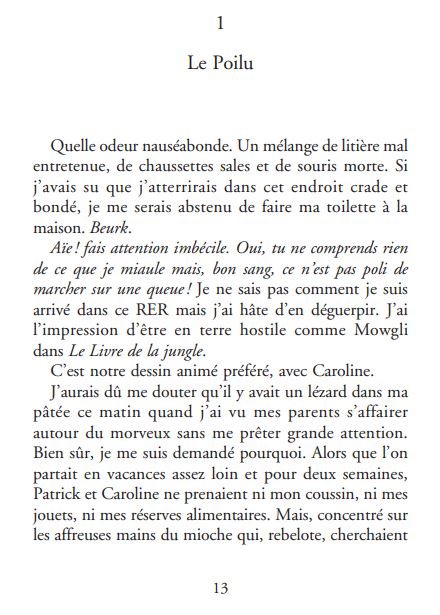 1
Le Poilu
Quelle odeur nauséabonde. Un mélange de litière mal
entretenue, de chaussettes sales et de souris morte. Si
j'avais su que j'atterrirais dans cet endroit crade et
bondé, je me serais abstenu de faire ma toilette à la
maison. Beurk.
Aïe ! fais attention imbécile. Oui, tu ne comprends rien
de ce que je miaule mais, bon sang, ce n'est pas poli de
marcher sur une queue ! Je ne sais pas comment je suis
arrivé dans ce RER mais j'ai hâte d'en déguerpir. J'ai
l'impression d'être en terre hostile comme Mowgli
dans Le Livre de la jungle.
C'est notre dessin animé préféré, avec Caroline.
J'aurais dû me douter qu'il y avait un lézard dans ma
pâtée ce matin quand j'ai vu mes parents s'affairer
autour du morveux sans me prêter grande attention.
Bien sûr, je me suis demandé pourquoi. Alors que l'on
partait en vacances assez loin et pour deux semaines,
Patrick et Caroline ne prenaient ni mon coussin, ni mes
jouets, ni mes réserves alimentaires. Mais, concentré sur
les affreuses mains du mioche qui, rebelote, cherchaient
13